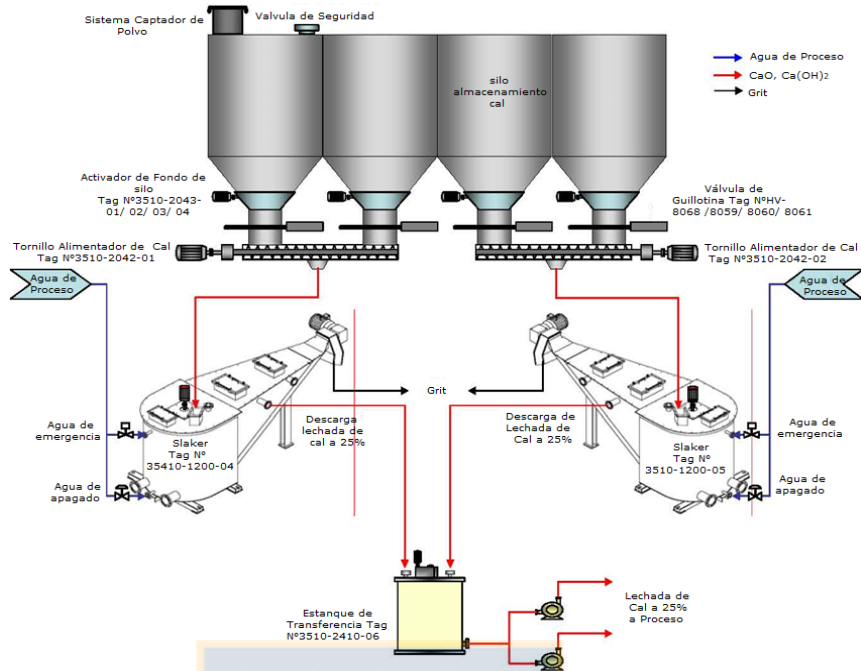 Sistema Captador de
Polvo
Valvula de Seguridad
Agua de Proceso
CaO, Ca(OH)2
Grit
silo
almacenamiento
cal
Activador de Fondo de
silo
Tag N°3510-2043-
01/ 02/ 03/ 04
Válvula de
Guillotina Tag N°HV-
8068 /8059/ 8060/ 8061
Tornillo Alimentador de Cal
Tag N°3510-2042-01
Tornillo Alimentador de Cal
Tag N°3510-2042-02
Agua de
Proceso
Agua de
Proceso
Grit
Descarga
lechada de
cal a 25%
Descarga de
Lechada de
Cal a 25%
Agua de
emergencia
Slaker
Tag N°
35410-1200-04
Agua de
apagado
Slaker
Tag N°
3510-1200-05
Agua de
emergencia
Agua de
apagado
Estanque de
Transferencia Tag
N°3510-2410-06
Lechada de
Cal a 25%
a Proceso